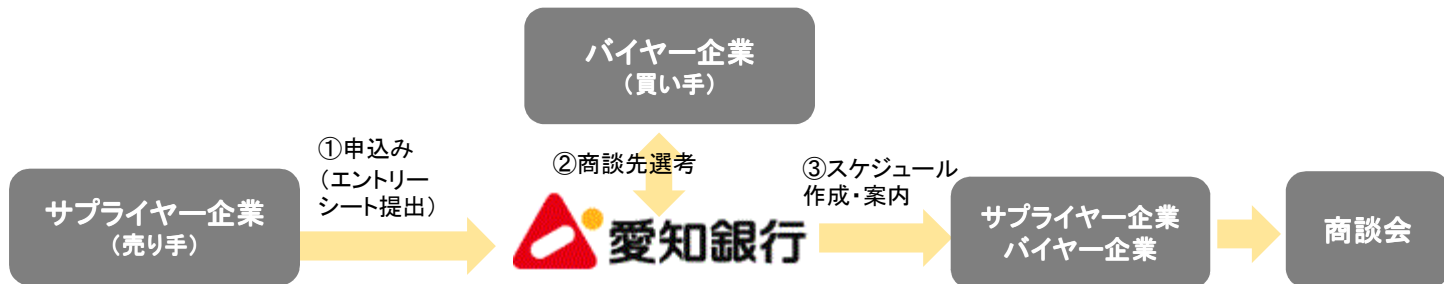 バイヤー企業
（買い手）
①申込み
（エントリー
シート提出）
②商談先選考
③スケジュール
作成・案内
サプライヤー企業
（売り手）
愛知銀行
サプライヤー企業
バイヤー企業
商談会